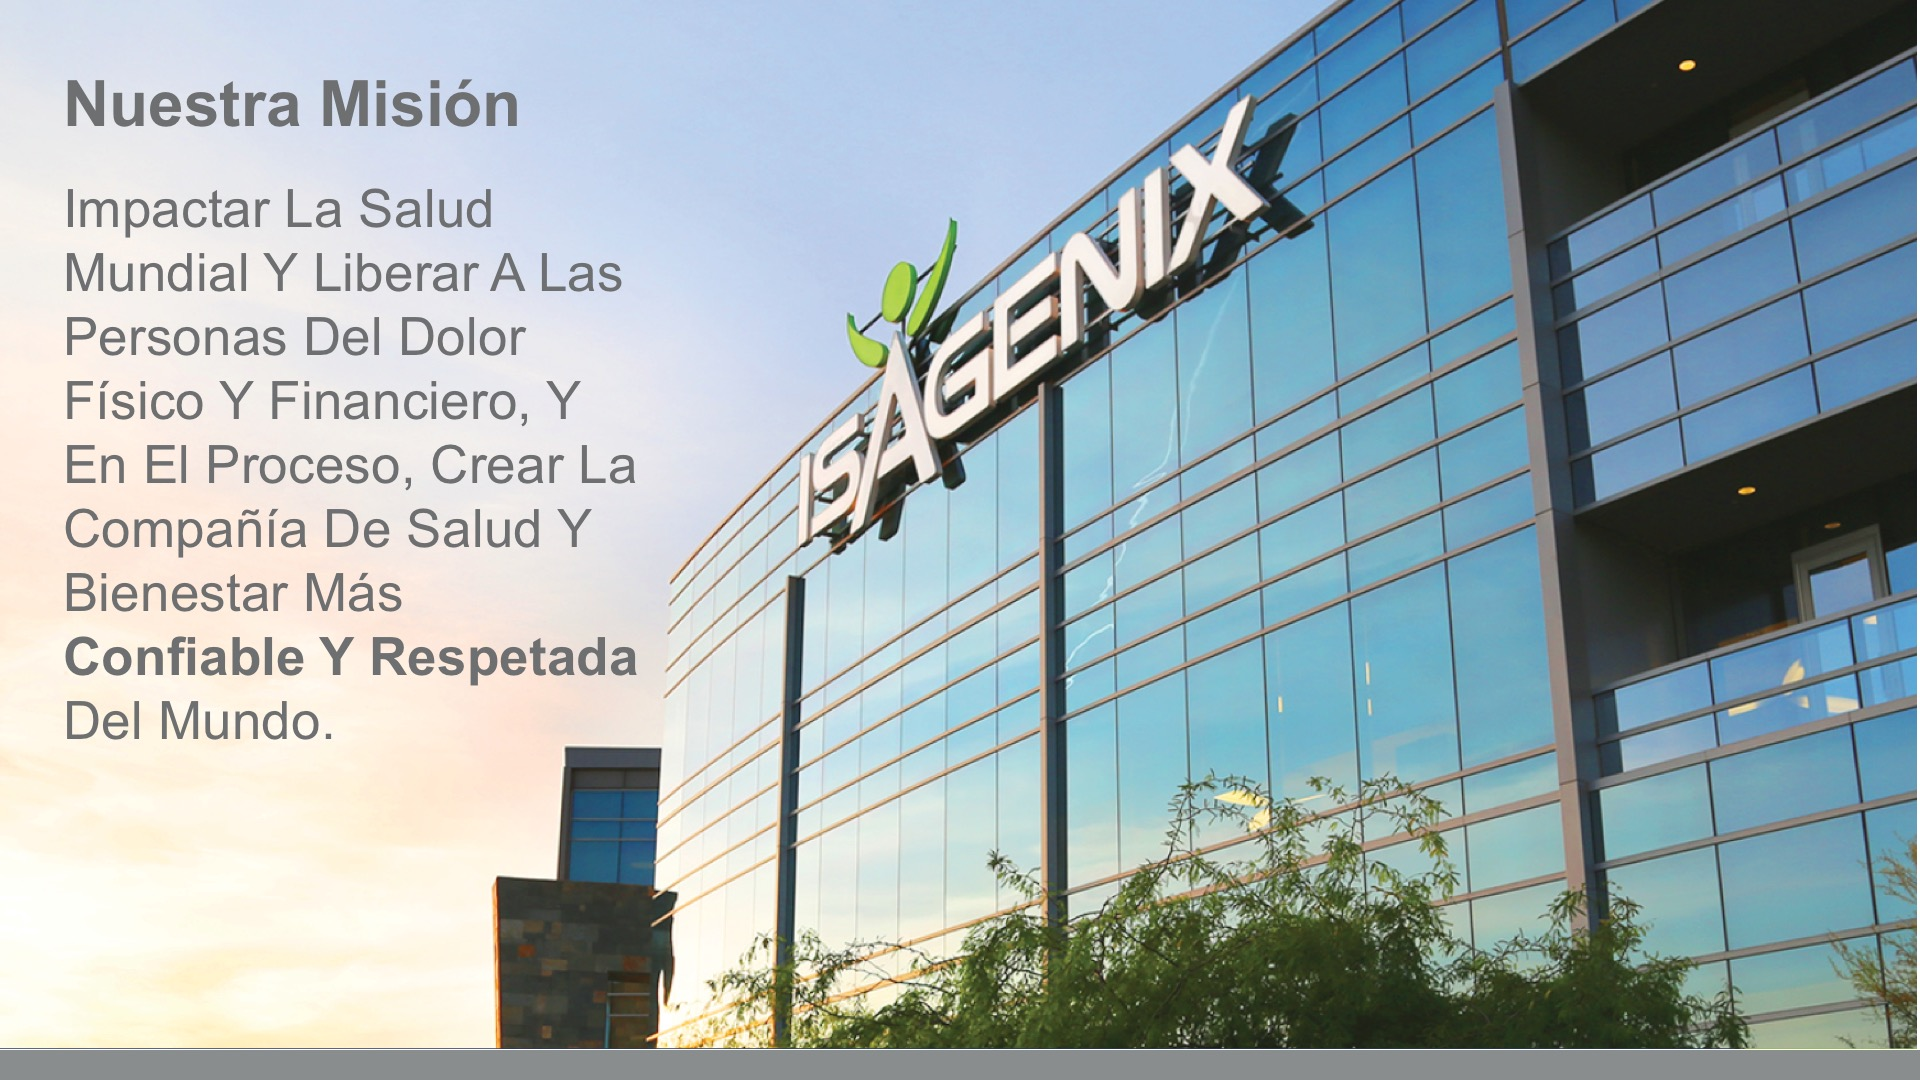 Nuestra Misión
Impactar La Salud
Mundial Y Liberar A Las
Personas Del Dolor
Físico Y Financiero, Y
En El Proceso, Crear La
Compañía De Salud Y
Bienestar Más
Confiable Y Respetada
Del Mundo.
ISAGENIX